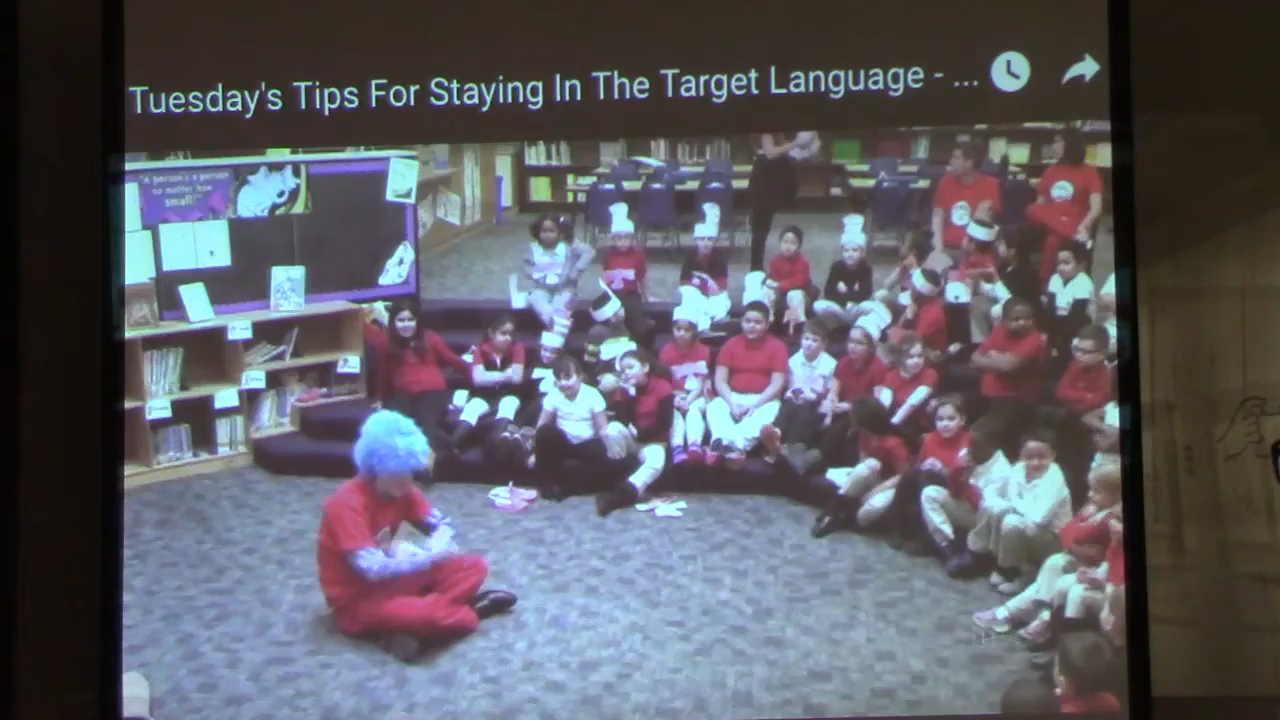 Tuesday's Tips For Staying In The Target Language - ...
"A person's a person
no matter how
small!"